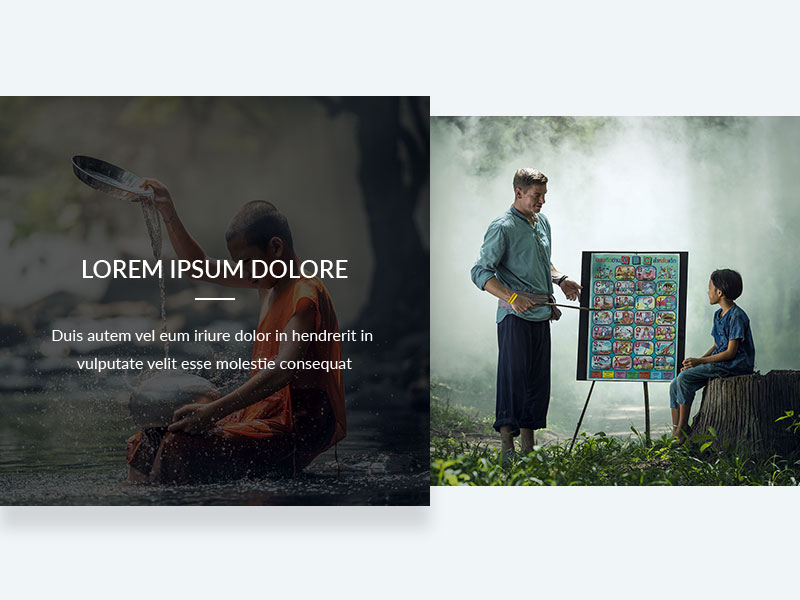 LOREM IPSUM DOLORE
Duis autem vel eum iriure dolor in hendrerit in
vulputate velit esse molestie consequat